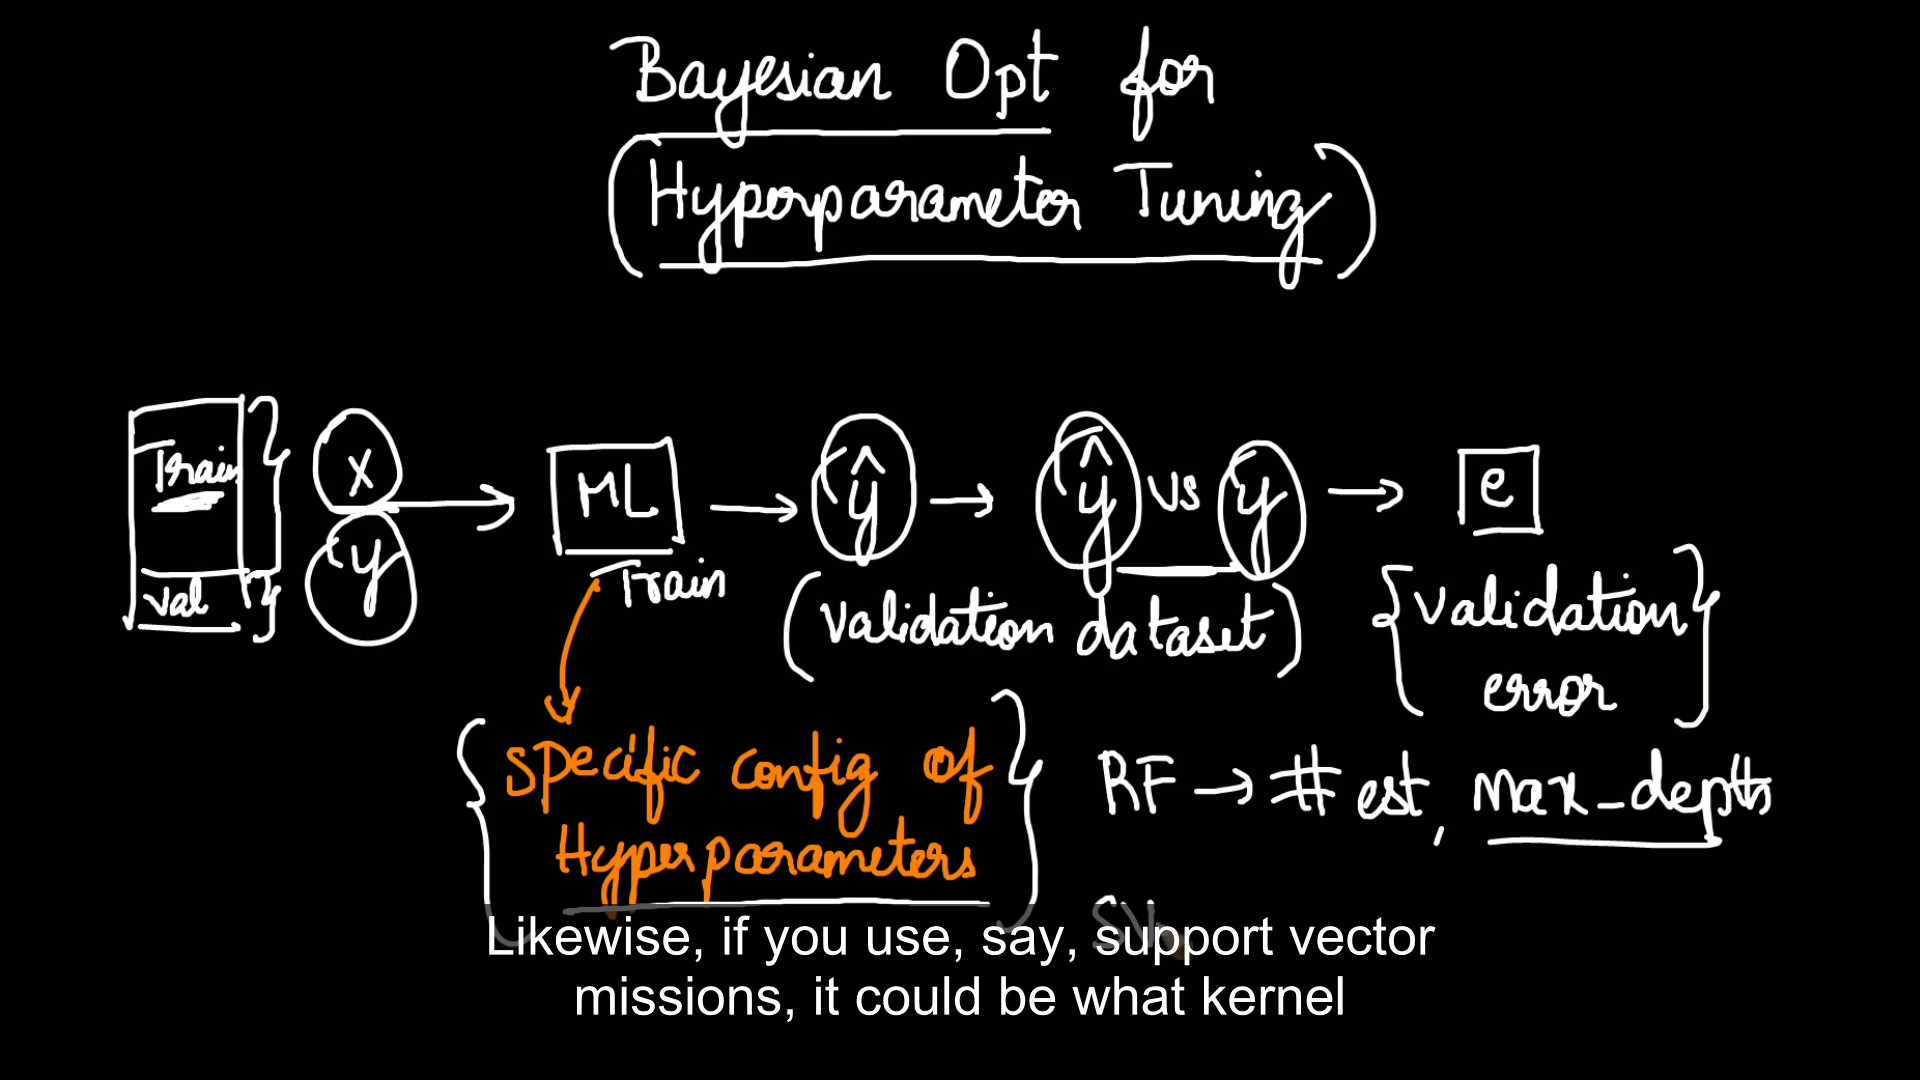 Bayesian Opt for
(Hyperparameter Tuning)
Train
val
x
y
ML
Train
ŷ
ŷ vs y
(validation dataset)
e
{validation
error}
{specific config of
Hyperparameters}
RF → # est, max_depth
SV
Likewise, if you use, say, support vector
missions, it could be what kernel